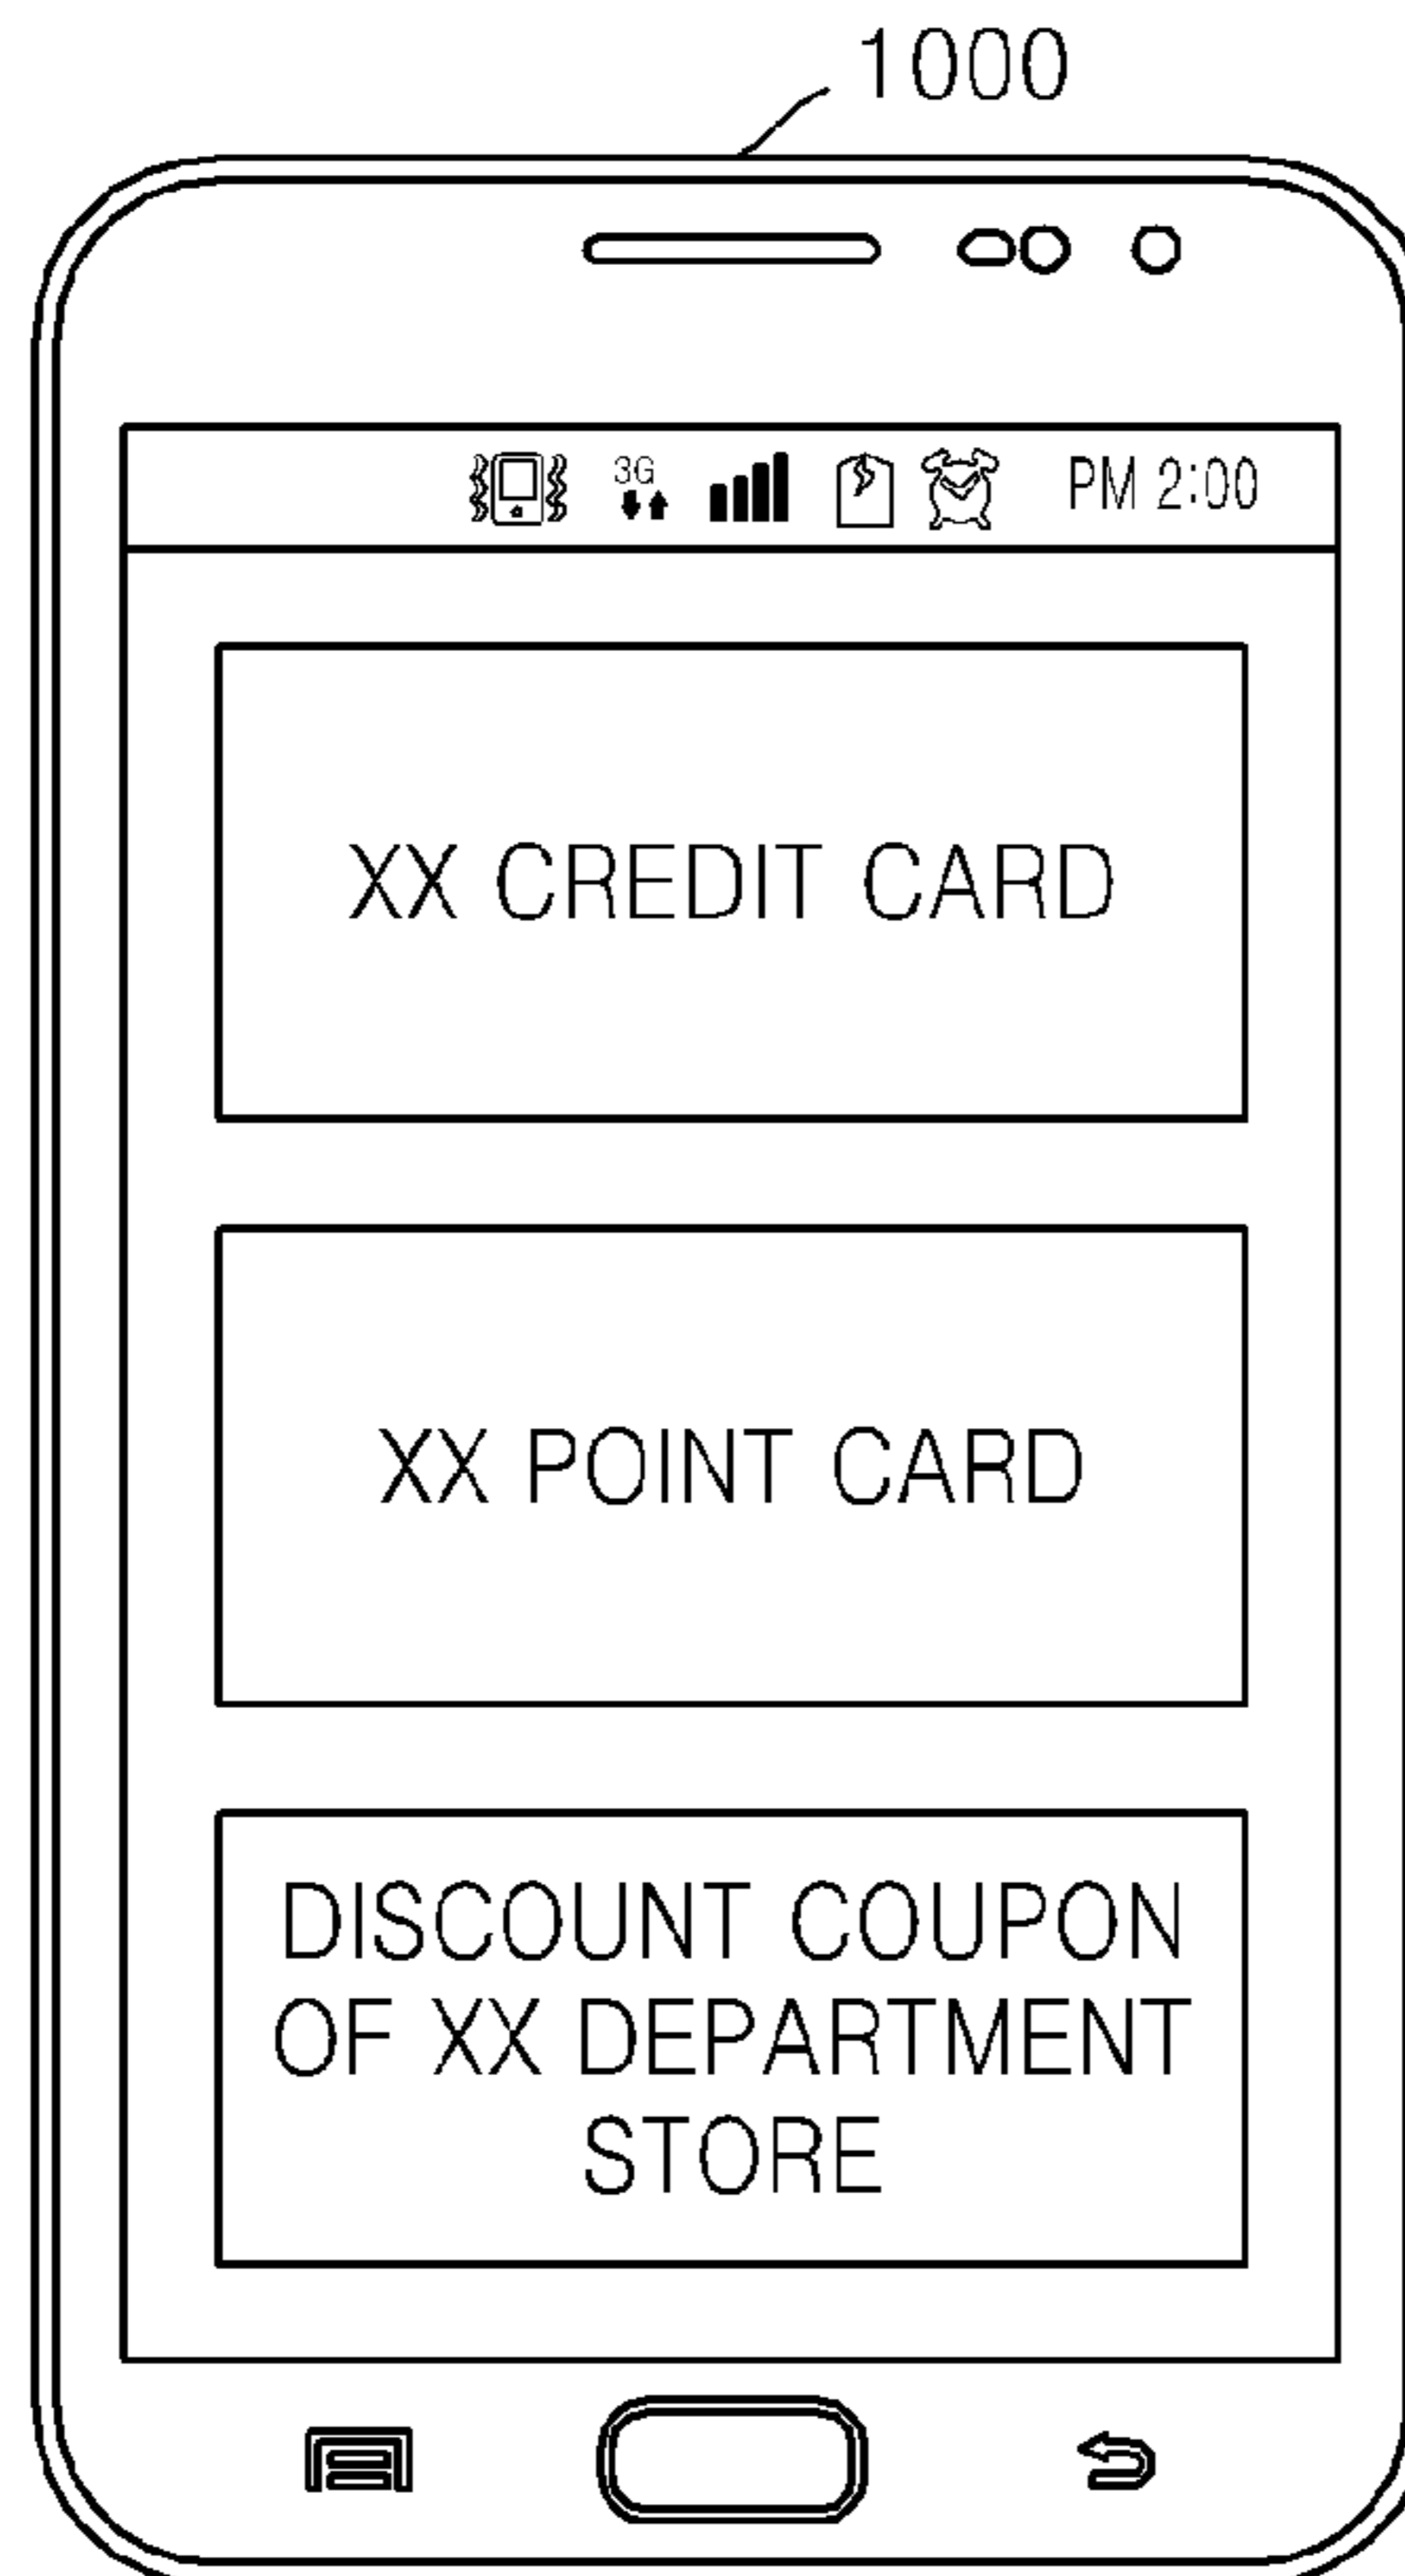 1000
3G
PM 2:00
XX CREDIT CARD
XX POINT CARD
DISCOUNT COUPON
OF XX DEPARTMENT
STORE